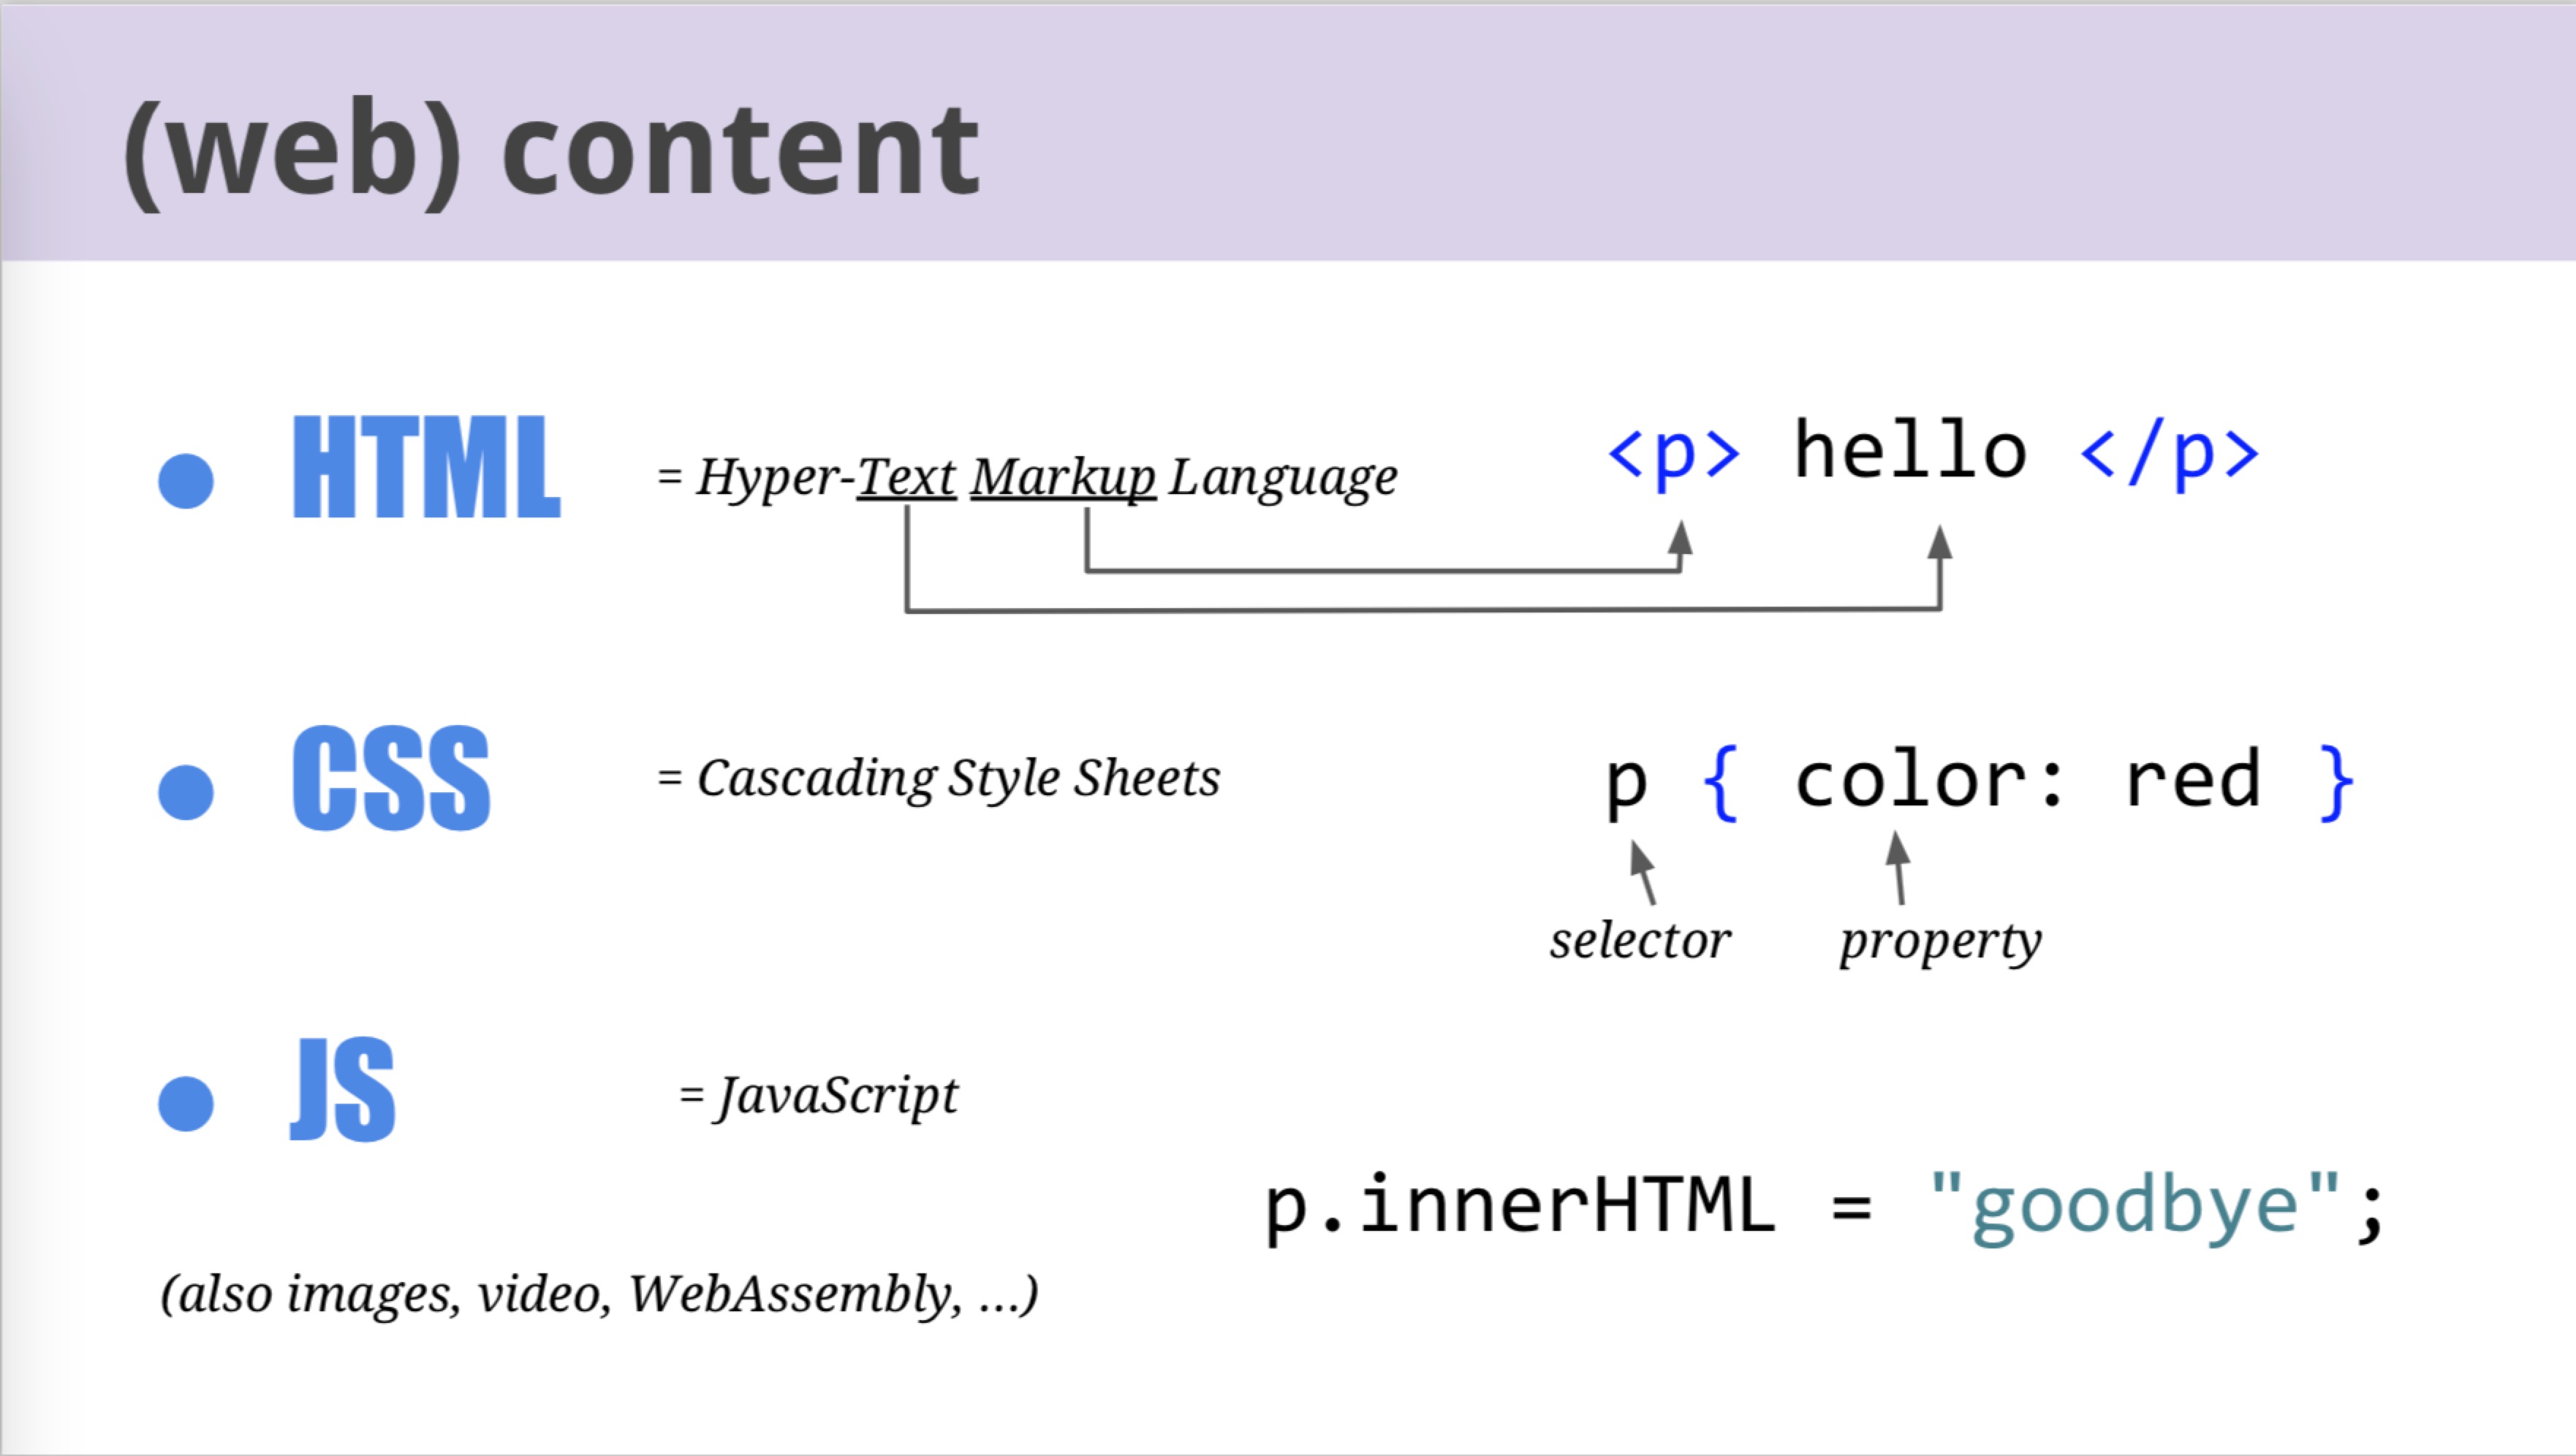 (web) content
● HTML = Hyper-Text Markup Language <p> hello </p>
● CSS = Cascading Style Sheets p { color: red }
selector property
● JS = JavaScript
p.innerHTML = "goodbye";
(also images, video, WebAssembly, ...)